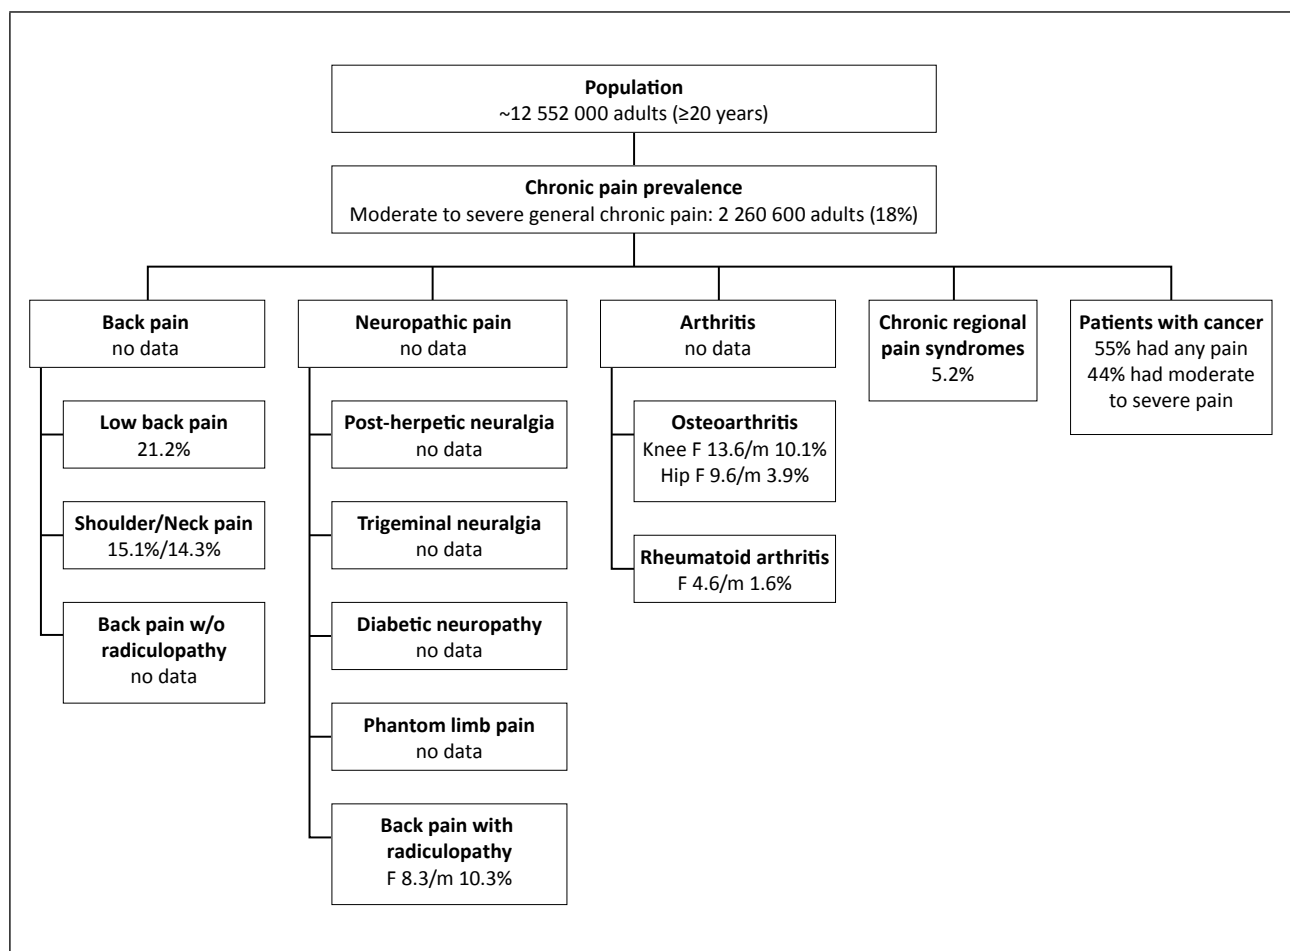 Population
~12 552 000 adults (≥20 years)
Chronic pain prevalence
Moderate to severe general chronic pain: 2 260 600 adults (18%)
Back pain
no data
Low back pain
21.2%
Shoulder/Neck pain
15.1%/14.3%
Back pain w/o
radiculopathy
no data
Neuropathic pain
no data
Post-herpetic neuralgia
no data
Trigeminal neuralgia
no data
Diabetic neuropathy
no data
Phantom limb pain
no data
Back pain with
radiculopathy
F 8.3/m 10.3%
Arthritis
no data
Osteoarthritis
Knee F 13.6/m 10.1%
Hip F 9.6/m 3.9%
Rheumatoid arthritis
F 4.6/m 1.6%
Chronic regional
pain syndromes
5.2%
Patients with cancer
55% had any pain
44% had moderate
to severe pain